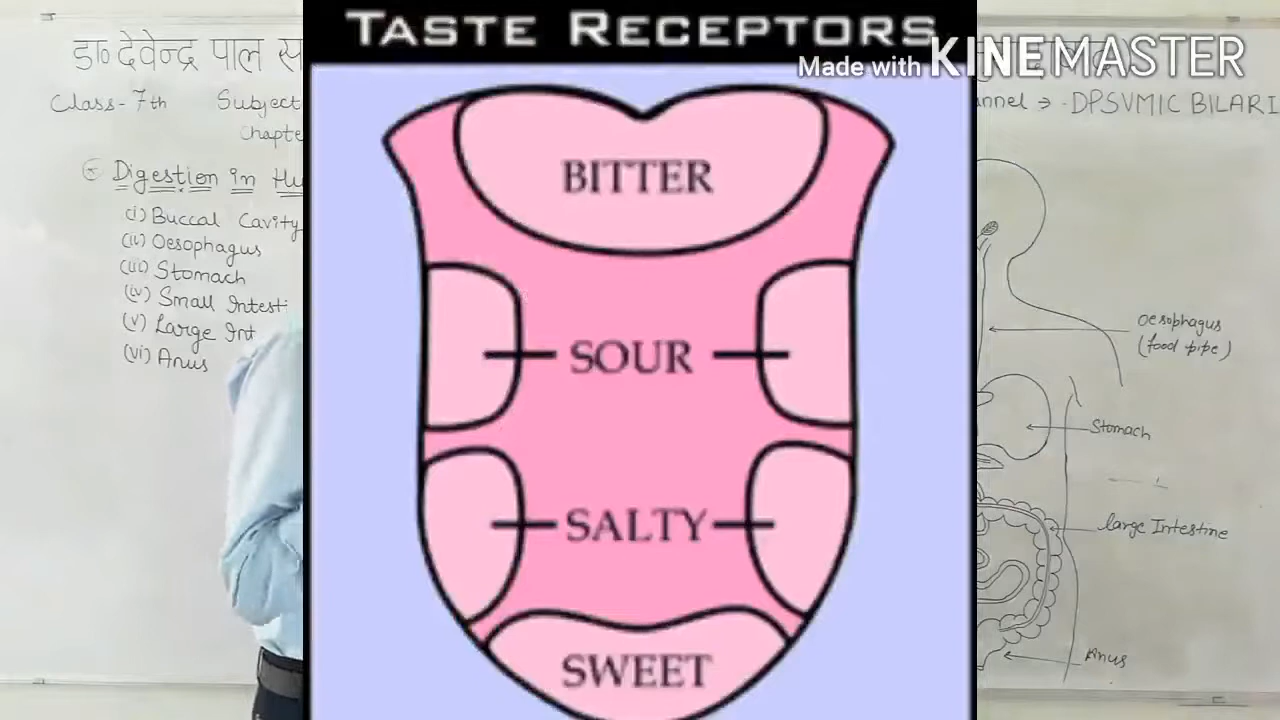 TASTE RECEPTORS
Made with KINEMASTER
डा० देवेन्द्र पाल स
Class-7th Subject
Chapte
Digestion in Hu
(i) Buccal Cavity
(ii) Oesophagus
(iii) Stomach
(iv) Small Intesti
(v) Large Int
(vi) Anus
BITTER
SOUR
SALTY
SWEET
nnel → -DPSVMIC BILARI
Oesophagus
(food pipe)
Stomach
large Intestine
Anus